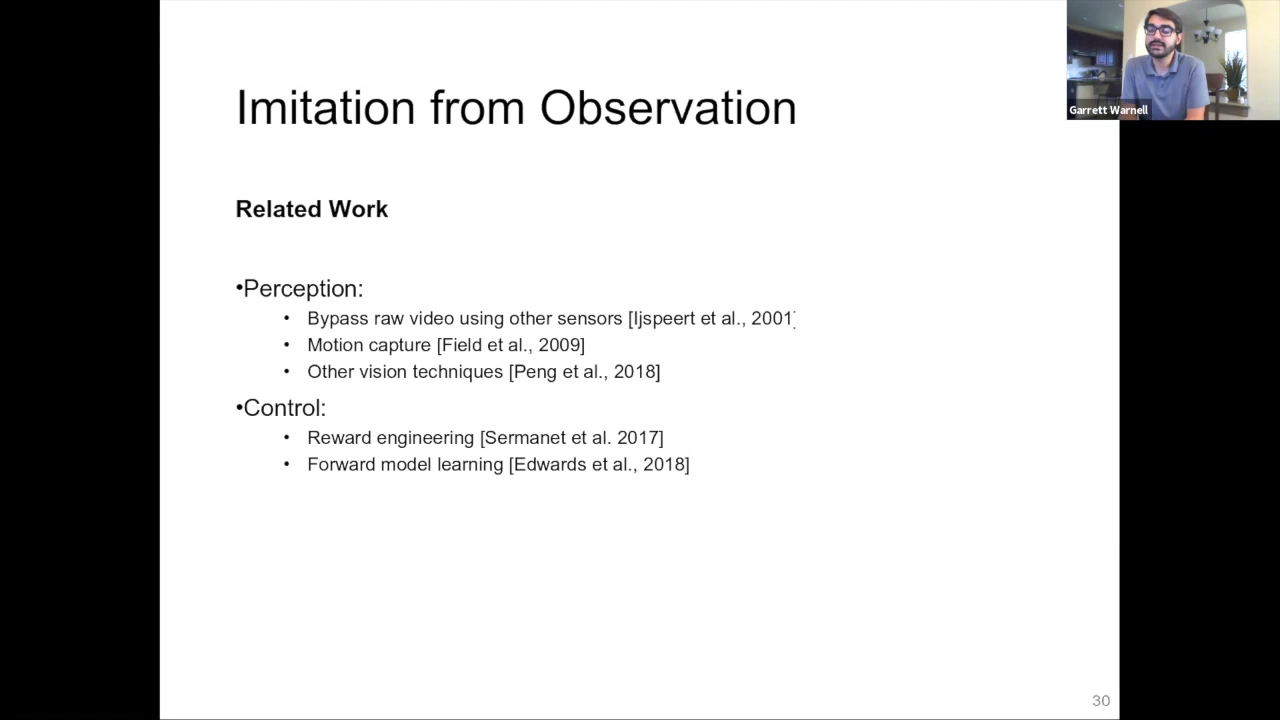 Imitation from Observation
Garrett Warnell
Related Work
•Perception:
• Bypass raw video using other sensors [Ijspeert et al., 2001]
• Motion capture [Field et al., 2009]
• Other vision techniques [Peng et al., 2018]
•Control:
• Reward engineering [Sermanet et al. 2017]
• Forward model learning [Edwards et al., 2018]
30